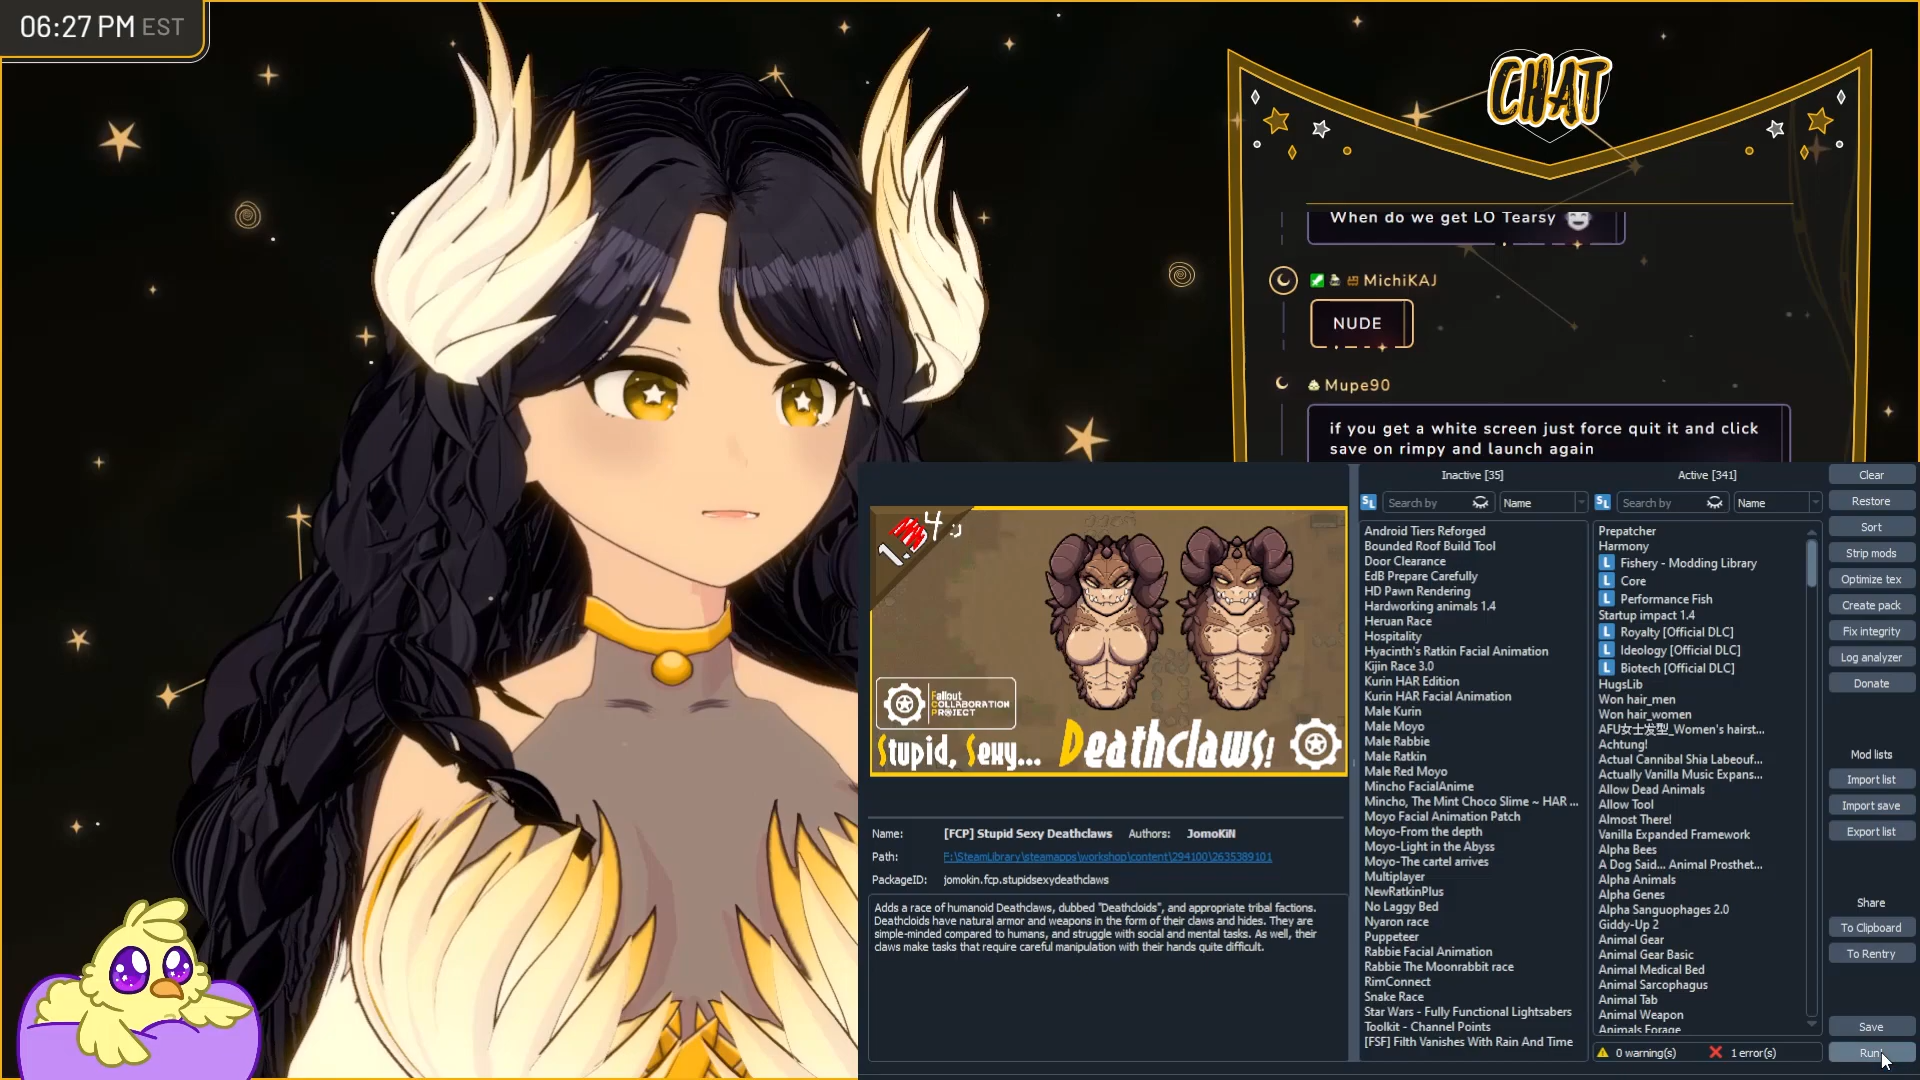 06:27 PM EST
CHAT
When do we get LO Tearsy
MichiKAJ
NUDE
Mupe90
if you get a white screen just force quit it and click
save on rimpy and launch again
Fallout
COLLABORATION
PROJECT
Stupid, Sexy... Deathclaws!
Name: [FCP] Stupid Sexy Deathclaws Authors: JomoKiN
Path: F:\SteamLibrary\steamapps\workshop\content\294100\2635389101
PackageID: jomokin.fcp.stupidsexydeathclaws
Adds a race of humanoid Deathclaws, dubbed "Deathcloids", and appropriate tribal factions.
Deathcloids have natural armor and weapons in the form of their claws and hides. They are
simple-minded compared to humans, and struggle with social and mental tasks. As well, their
claws make tasks that require careful manipulation with their hands quite difficult.
Inactive [35]
Search by Name
Android Tiers Reforged
Bounded Roof Build Tool
Door Clearance
EdB Prepare Carefully
HD Pawn Rendering
Hardworking animals 1.4
Heruan Race
Hospitality
Hyacinth's Ratkin Facial Animation
Kijin Race 3.0
Kurin HAR Edition
Kurin HAR Facial Animation
Male Kurin
Male Moyo
Male Rabbie
Male Ratkin
Male Red Moyo
Mincho FacialAnime
Mincho, The Mint Choco Slime ~ HAR ...
Moyo Facial Animation Patch
Moyo-From the depth
Moyo-Light in the Abyss
Moyo-The cartel arrives
Multiplayer
NewRatkinPlus
No Laggy Bed
Nyaron race
Puppeteer
Rabbie Facial Animation
Rabbie The Moonrabbit race
RimConnect
Snake Race
Star Wars - Fully Functional Lightsabers
Toolkit - Channel Points
[FSF] Filth Vanishes With Rain And Time
Active [341]
Search by Name
Prepatcher
Harmony
L Fishery - Modding Library
L Core
L Performance Fish
Startup impact 1.4
L Royalty [Official DLC]
L Ideology [Official DLC]
L Biotech [Official DLC]
HugsLib
Won hair_men
Won hair_women
AFU女士发型_Women's hairst...
Achtung!
Actual Cannibal Shia Labeouf...
Actually Vanilla Music Expans...
Allow Dead Animals
Allow Tool
Almost There!
Vanilla Expanded Framework
Alpha Bees
A Dog Said... Animal Prosthet...
Alpha Animals
Alpha Genes
Alpha Sanguophages 2.0
Giddy-Up 2
Animal Gear
Animal Gear Basic
Animal Medical Bed
Animal Sarcophagus
Animal Tab
Animal Weapon
Animals Forage
0 warning(s) 1 error(s)
Clear
Restore
Sort
Strip mods
Optimize tex
Create pack
Fix integrity
Log analyzer
Donate
Mod lists
Import list
Import save
Export list
Share
To Clipboard
To Rentry
Save
Run